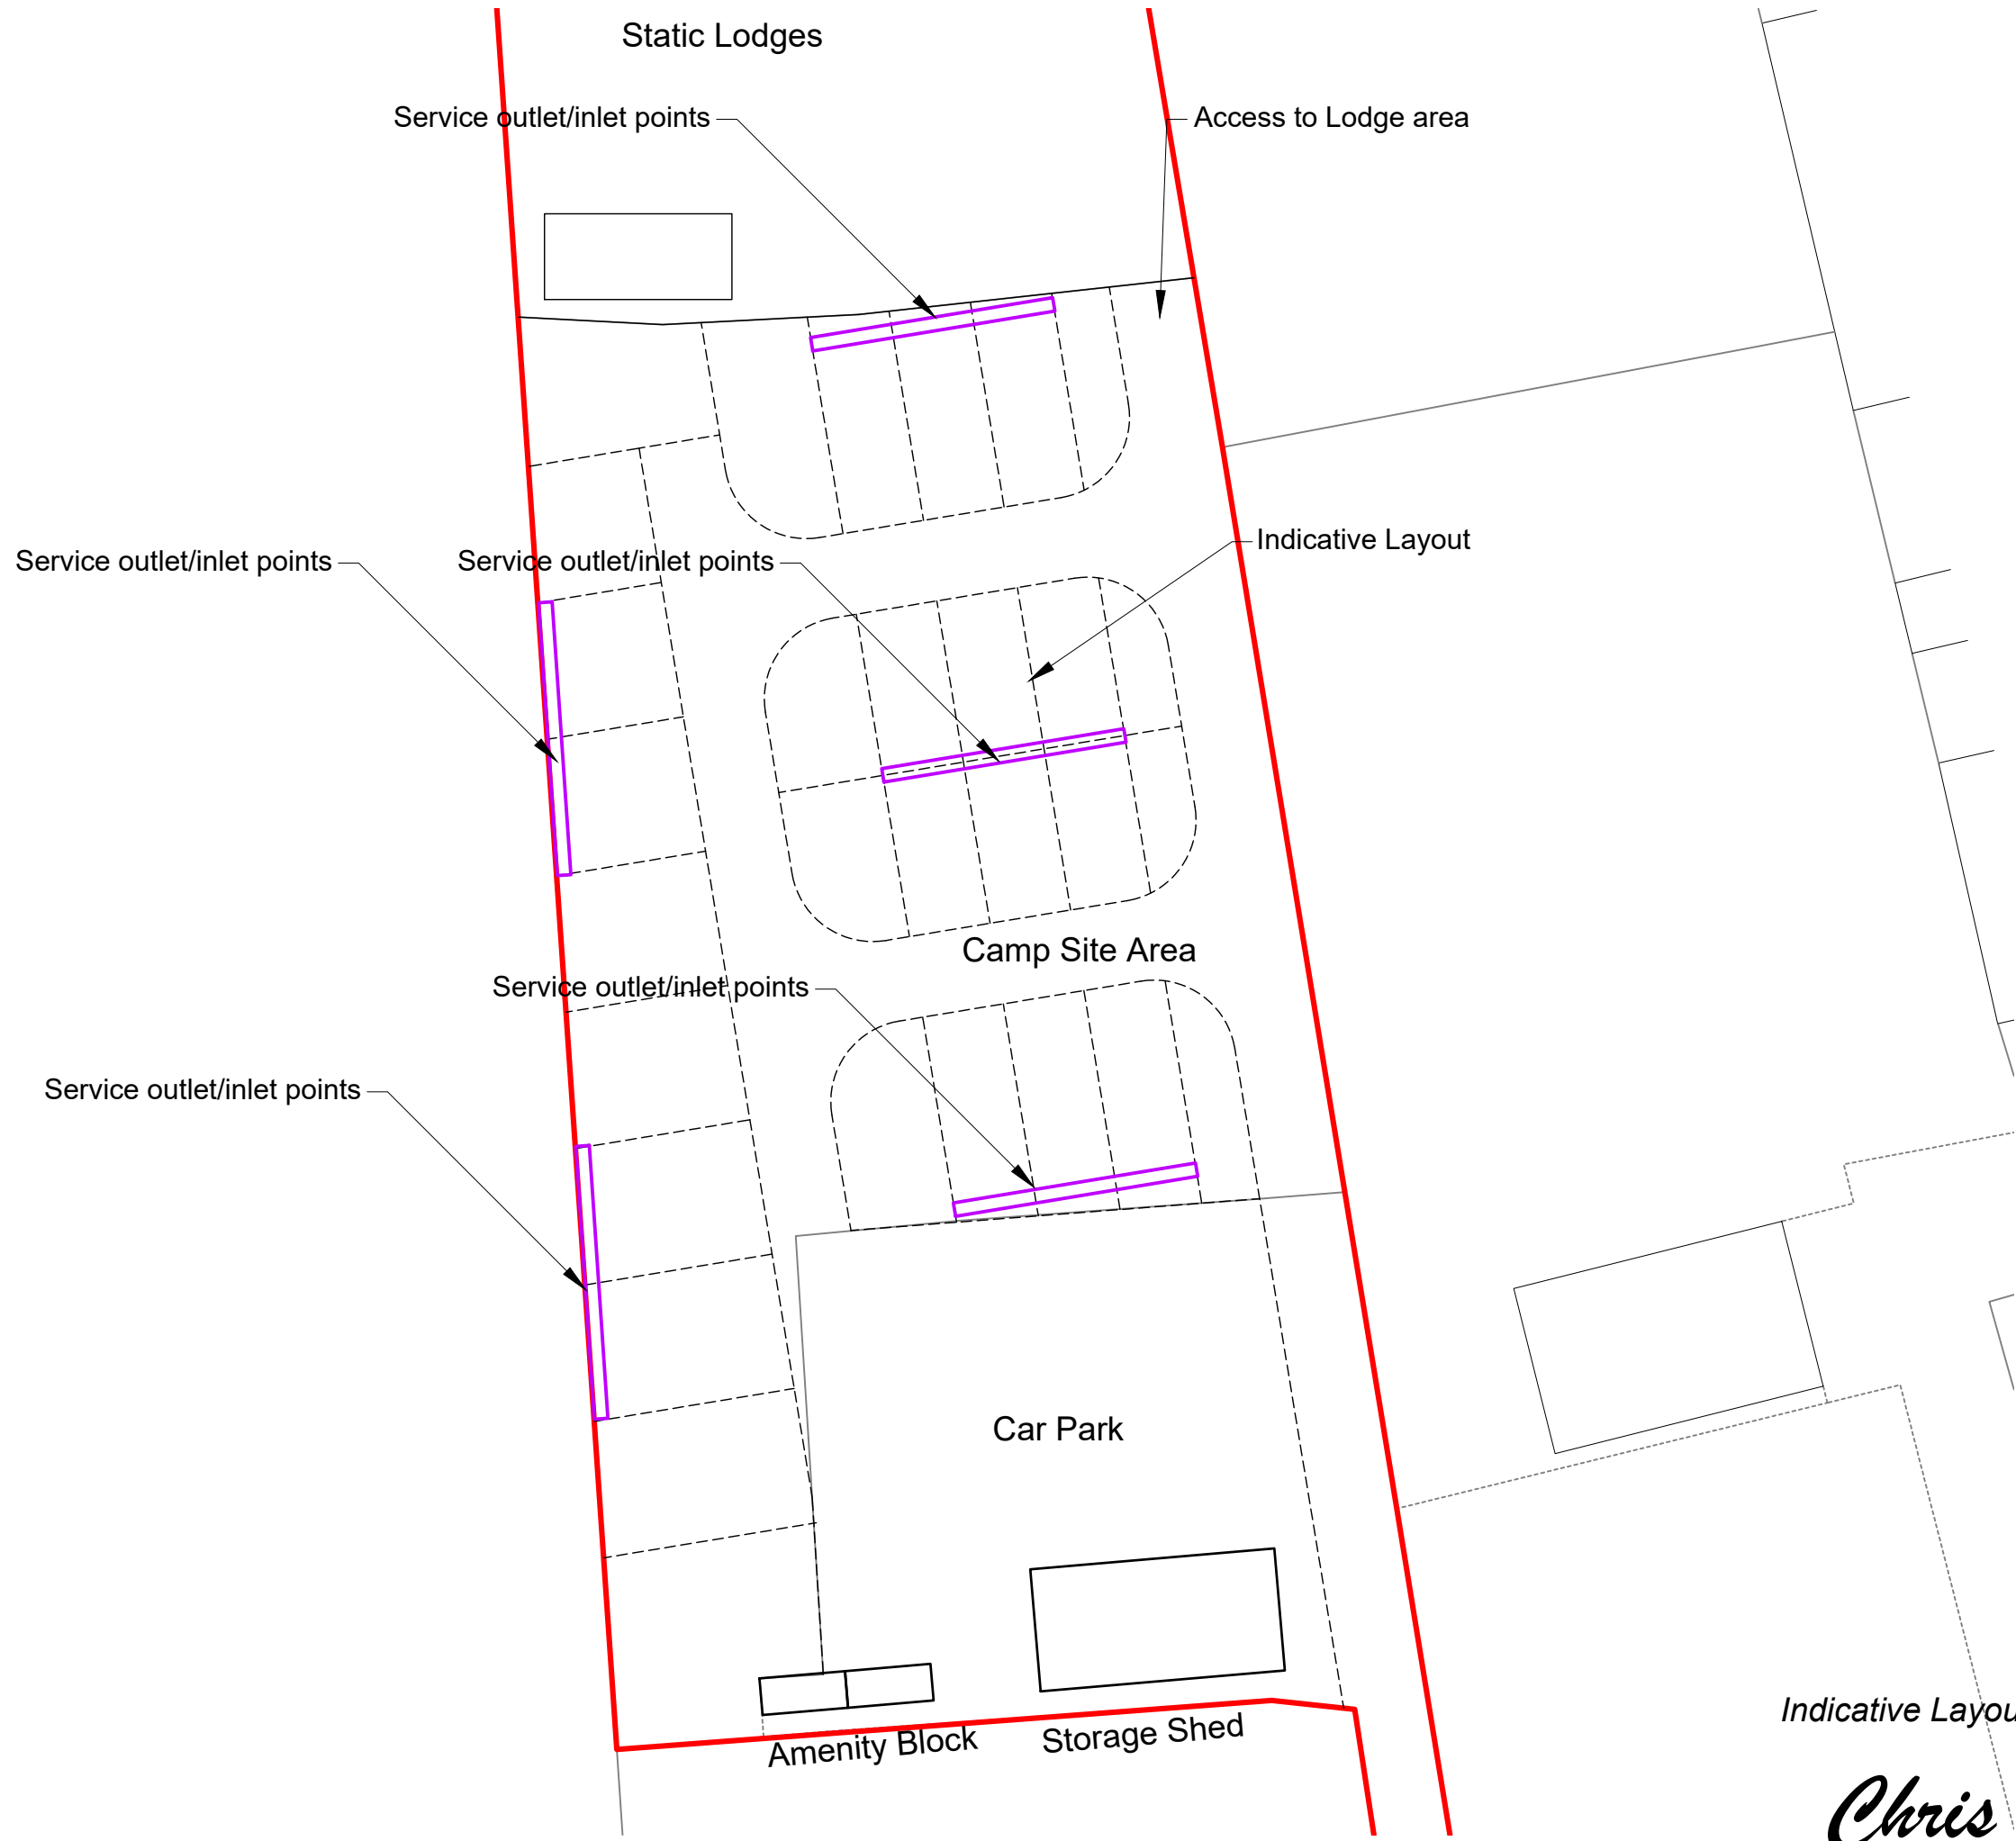 Static Lodges
Service outlet/inlet points
Access to Lodge area
Service outlet/inlet points
Service outlet/inlet points
Indicative Layout
Camp Site Area
Service outlet/inlet points
Service outlet/inlet points
Car Park
Amenity Block
Storage Shed
Indicative Layou
Chris